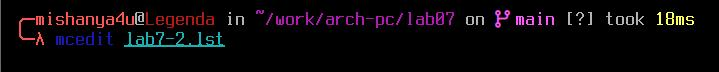 mishanya4u@Legenda in ~/work/arch-pc/lab07 on main [?] took 18ms
λ mcedit lab7-2.lst